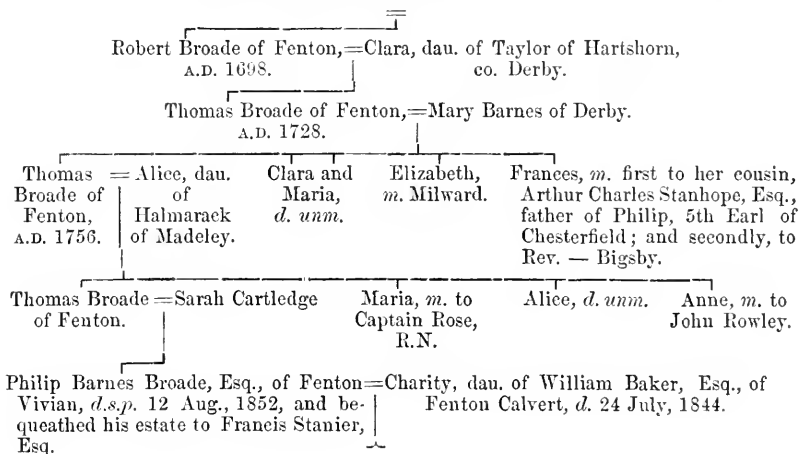 Robert Broade of Fenton,=Clara, dau. of Taylor of Hartshorn,
A.D. 1698. co. Derby.
Thomas Broade of Fenton,=Mary Barnes of Derby.
A.D. 1728.
Thomas = Alice, dau. Clara and Elizabeth, Frances, m. first to her cousin,
Broade of of Maria, m. Milward. Arthur Charles Stanhope, Esq.,
Fenton, Halmarack d. unm. father of Philip, 5th Earl of
A.D. 1756. of Madeley. Chesterfield; and secondly, to
Rev. — Bigsby.
Thomas Broade=Sarah Cartledge Maria, m. to Alice, d. unm. Anne, m. to
of Fenton. Captain Rose, John Rowley.
R.N.
Philip Barnes Broade, Esq., of Fenton=Charity, dau. of William Baker, Esq., of
Vivian, d.s.p. 12 Aug., 1852, and be- Fenton Calvert, d. 24 July, 1844.
queathed his estate to Francis Stanier,
Esq.